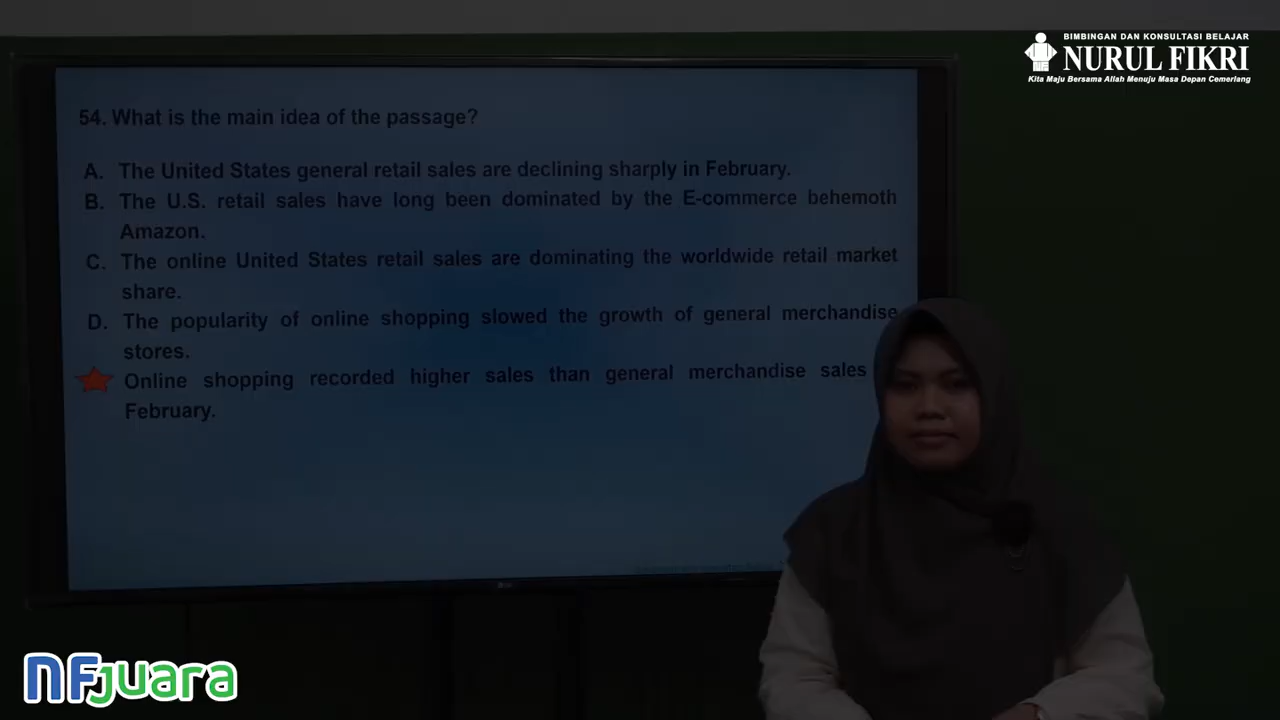 BIMBINGAN DAN KONSULTASI BELAJAR
NURUL FIKRI
Kita Maju Bersama Allah Menuju Masa Depan Cemerlang
54. What is the main idea of the passage?
A. The United States general retail sales are declining sharply in February.
B. The U.S. retail sales have long been dominated by the E-commerce behemoth
Amazon.
C. The online United States retail sales are dominating the worldwide retail market
share.
D. The popularity of online shopping slowed the growth of general merchandise
stores.
Online shopping recorded higher sales than general merchandise sales
February.
NFjuara